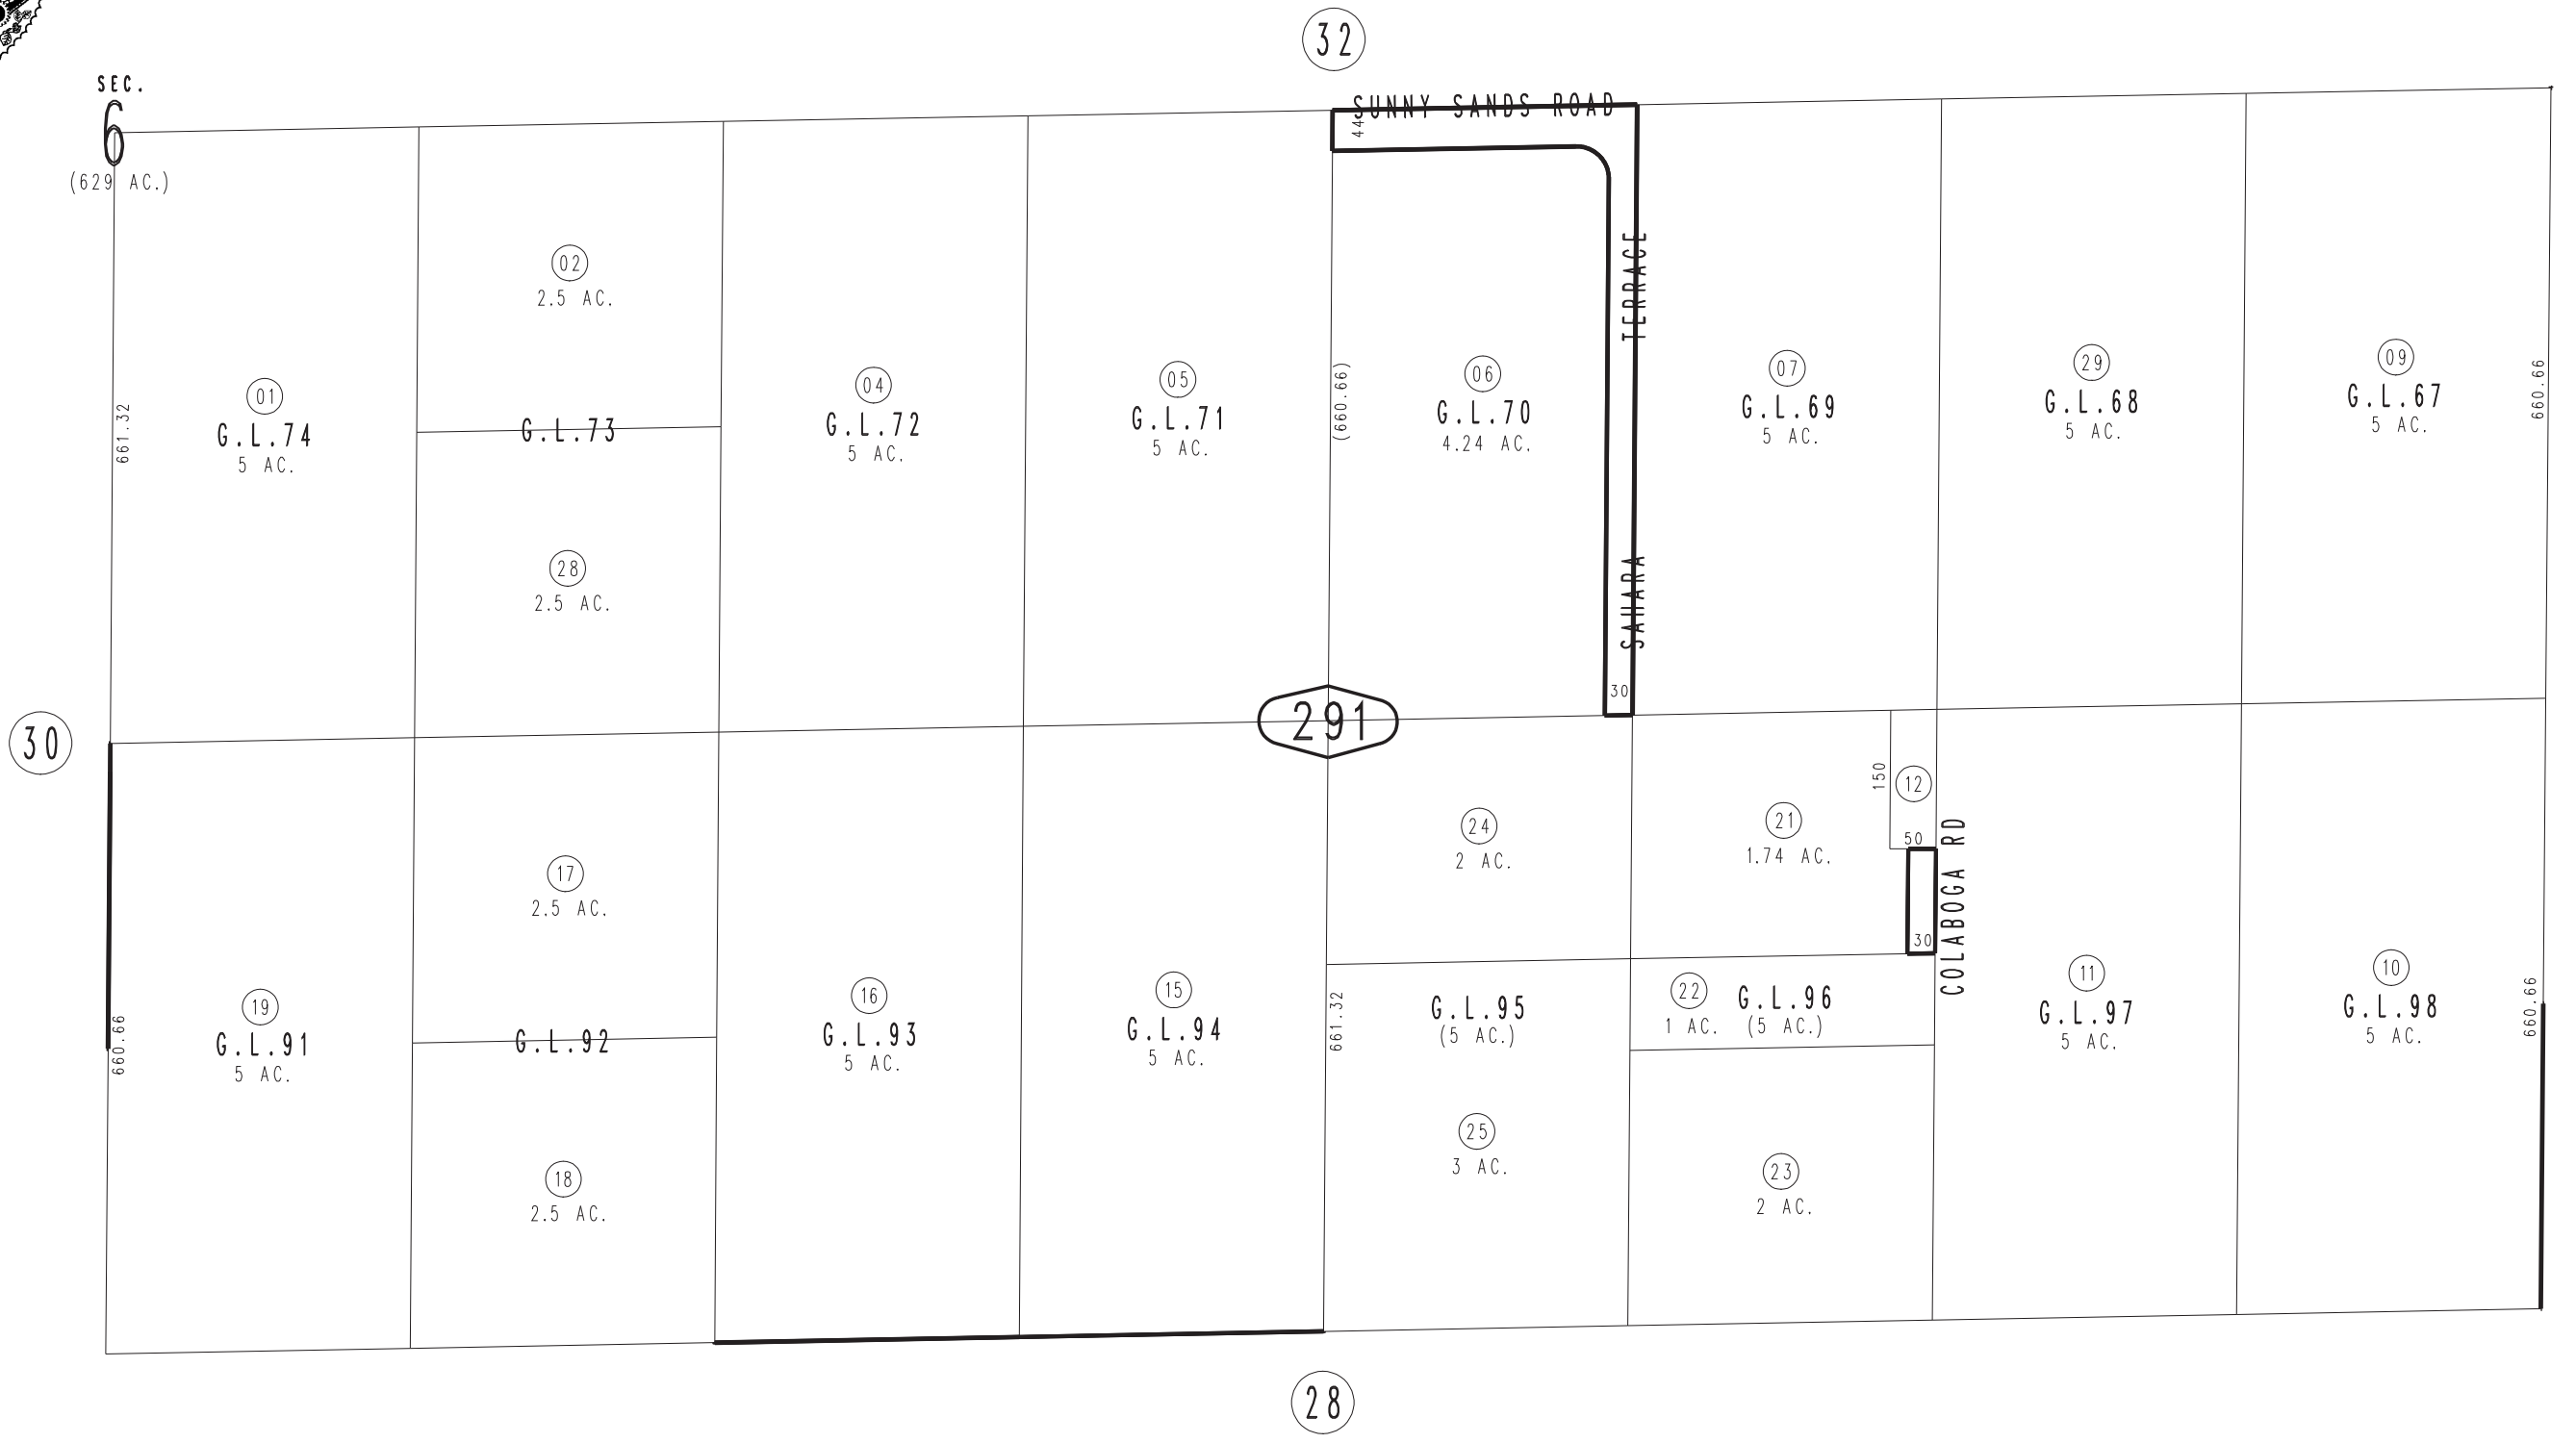 32
SEC.
6
(629 AC.)
SUNNY SANDS ROAD
44
01
G.L.74
5 AC.
661.32
02
2.5 AC.
G.L.73
28
2.5 AC.
04
G.L.72
5 AC.
05
G.L.71
5 AC.
(660.66)
06
G.L.70
4.24 AC.
SAHARA TERRACE
30
07
G.L.69
5 AC.
29
G.L.68
5 AC.
09
G.L.67
5 AC.
660.66
30
291
19
G.L.91
5 AC.
660.66
17
2.5 AC.
G.L.92
18
2.5 AC.
16
G.L.93
5 AC.
15
G.L.94
5 AC.
661.32
24
2 AC.
G.L.95
(5 AC.)
25
3 AC.
21
1.74 AC.
150
12
50
30
COLABOGA RD
22
1 AC.
G.L.96
(5 AC.)
23
2 AC.
11
G.L.97
5 AC.
10
G.L.98
5 AC.
660.66
28